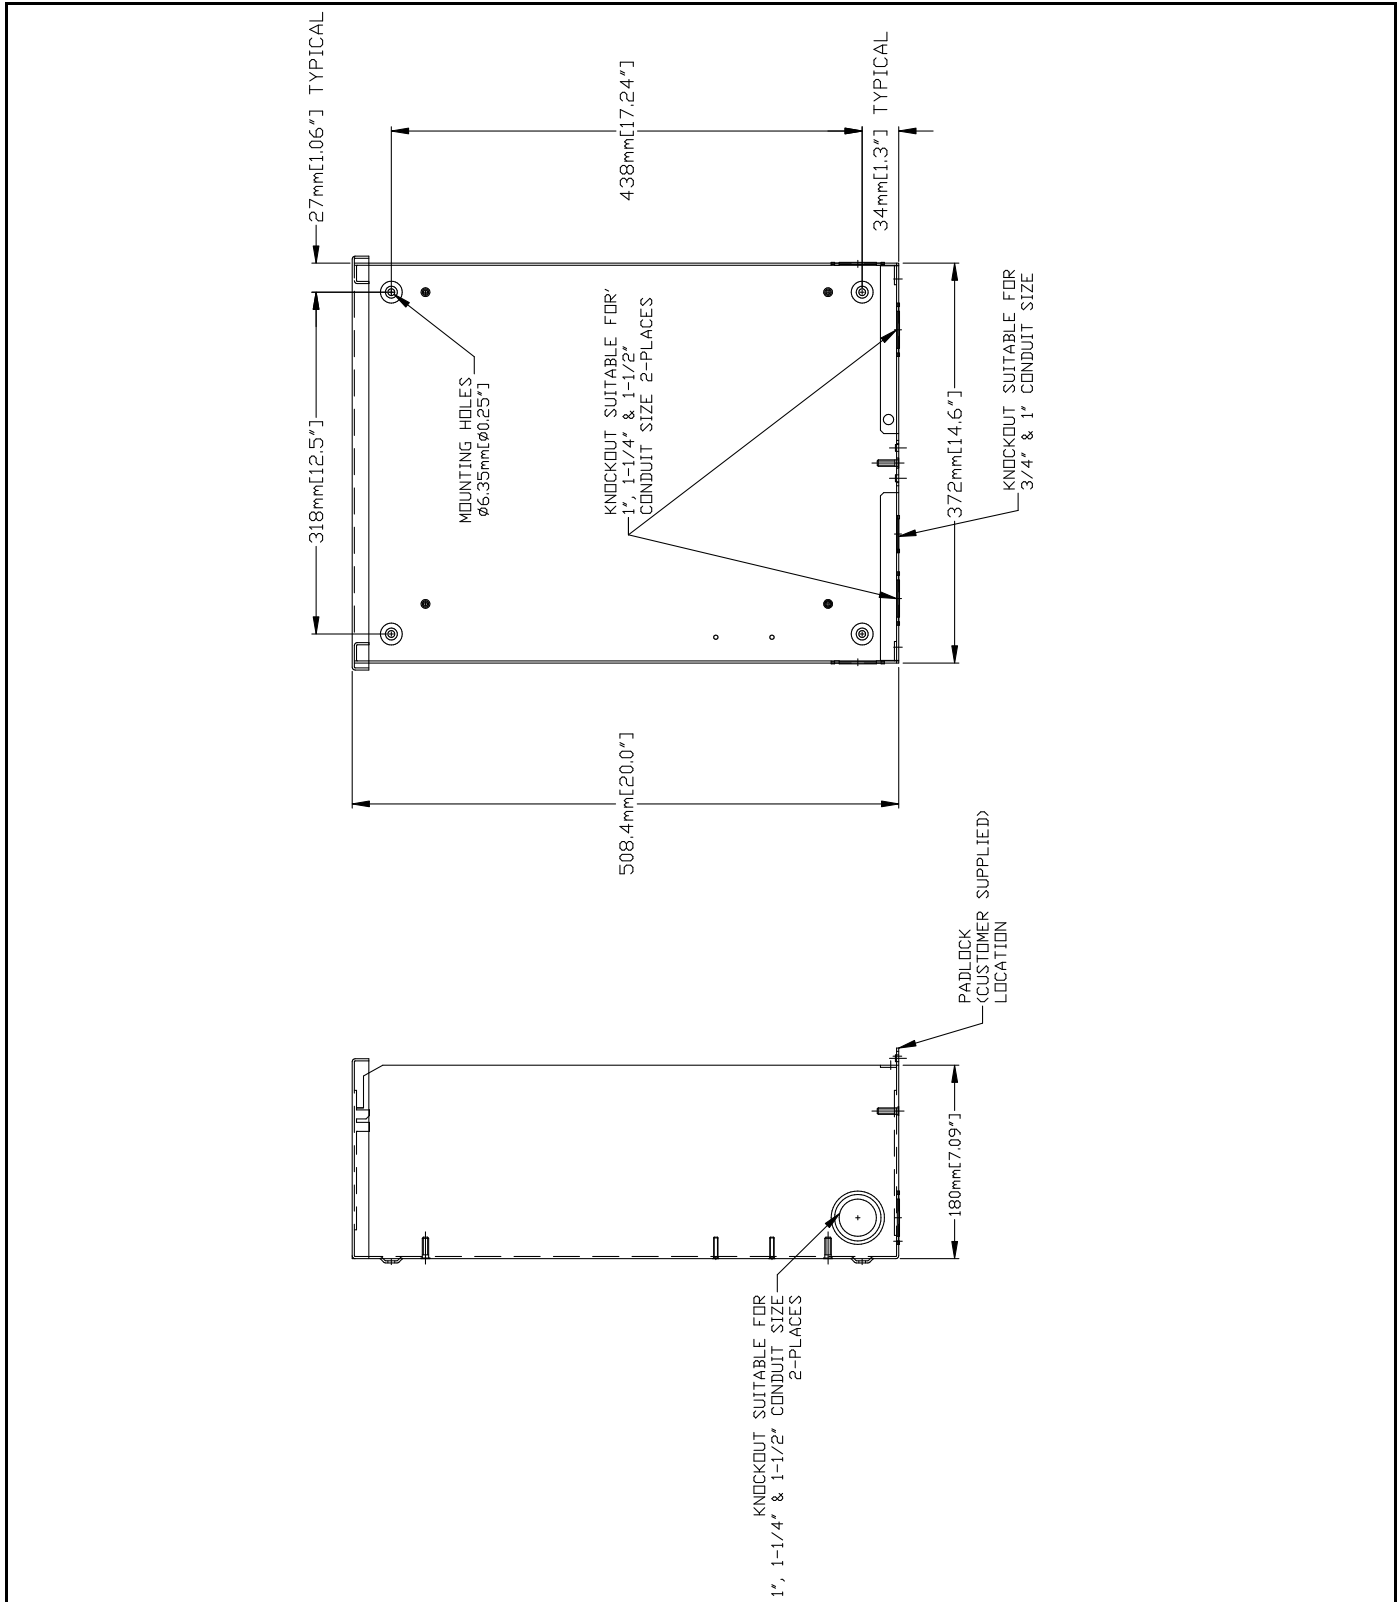 27mm[1.06″] TYPICAL
318mm[12.5″]
MOUNTING HOLES
ø6.35mm[ø0.25″]
438mm[17.24″]
34mm[1.3″] TYPICAL
KNOCKOUT SUITABLE FOR′
1″, 1-1/4″ & 1-1/2″
CONDUIT SIZE 2-PLACES
372mm[14.6″]
KNOCKOUT SUITABLE FOR
3/4″ & 1″ CONDUIT SIZE
508.4mm[20.0″]
PADLOCK
(CUSTOMER SUPPLIED)
LOCATION
180mm[7.09″]
KNOCKOUT SUITABLE FOR
1″, 1-1/4″ & 1-1/2″ CONDUIT SIZE
2-PLACES